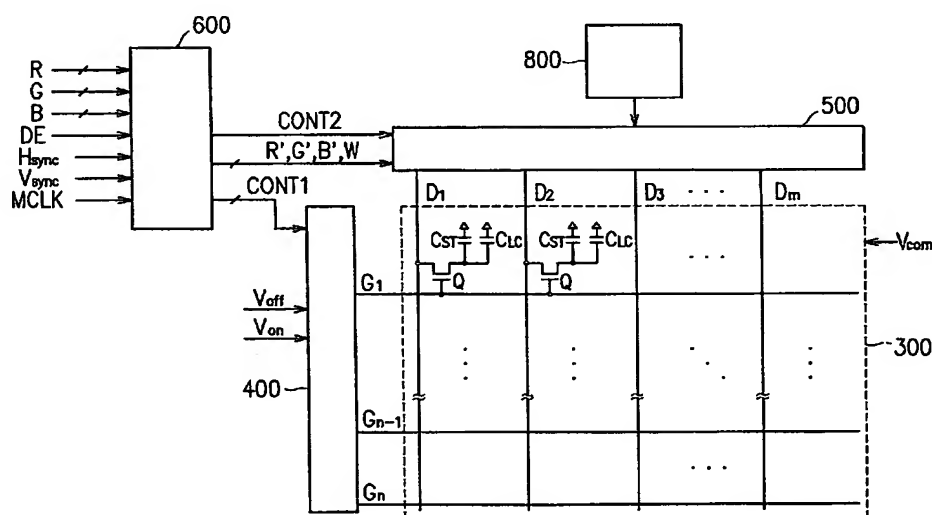 600
R
G
B
DE
Hsync
Vsync
MCLK
CONT2
R',G',B',W
CONT1
800
500
D1 D2 D3 ... Dm
CST CLC CST CLC ...
Q Q
Vcom
G1
Voff
Von
400
300
Gn-1
Gn
...